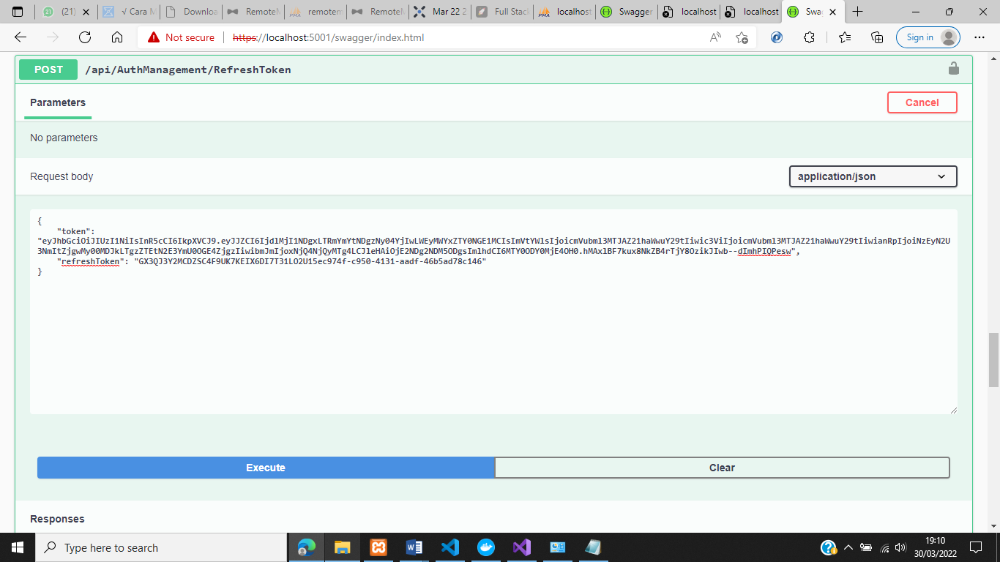 (21)
√ Cara M
Downloa
RemoteM
remotem
RemoteM
Mar 22 2
Full Stack
localhost
Swagger
localhost
localhost
Swag
Not secure
https://localhost:5001/swagger/index.html
Sign in
POST
/api/AuthManagement/RefreshToken
Parameters
Cancel
No parameters
Request body
application/json
{
"token":
"eyJhbGciOiJIUzI1NiIsInR5cCI6IkpXVCJ9.eyJJZCI6IjdlMjI1NDgxLTRmYmYtNDgzNy04YjIwLWEyMWYxZTY0NGE1MCIsImVtYWlsIjoicmVubml3MTJAZ21haWwuY29tIiwic3ViIjoicmVubml3MTJAZ21haWwuY29tIiwianRpIjoiNzEyN2U
3NmItZjgwMy00MDJkLTgzZTEtN2E3YmU0OGE4ZjgzIiwibmJmIjoxNjQ4NjQyMTg4LCJleHAiOjE2NDg2NDM5ODgsImlhdCI6MTY0ODY0MjE4OH0.hMAxlBF7kux8NkZB4rTjY8OzikJIwb--dImhPIQPesw",
"refreshToken": "GX3QJ3Y2MCDZSC4F9UK7KEIX6DI7T31LO2U15ec974f-c950-4131-aadf-46b5ad78c146"
}
Execute
Clear
Responses
Type here to search
19:10
30/03/2022